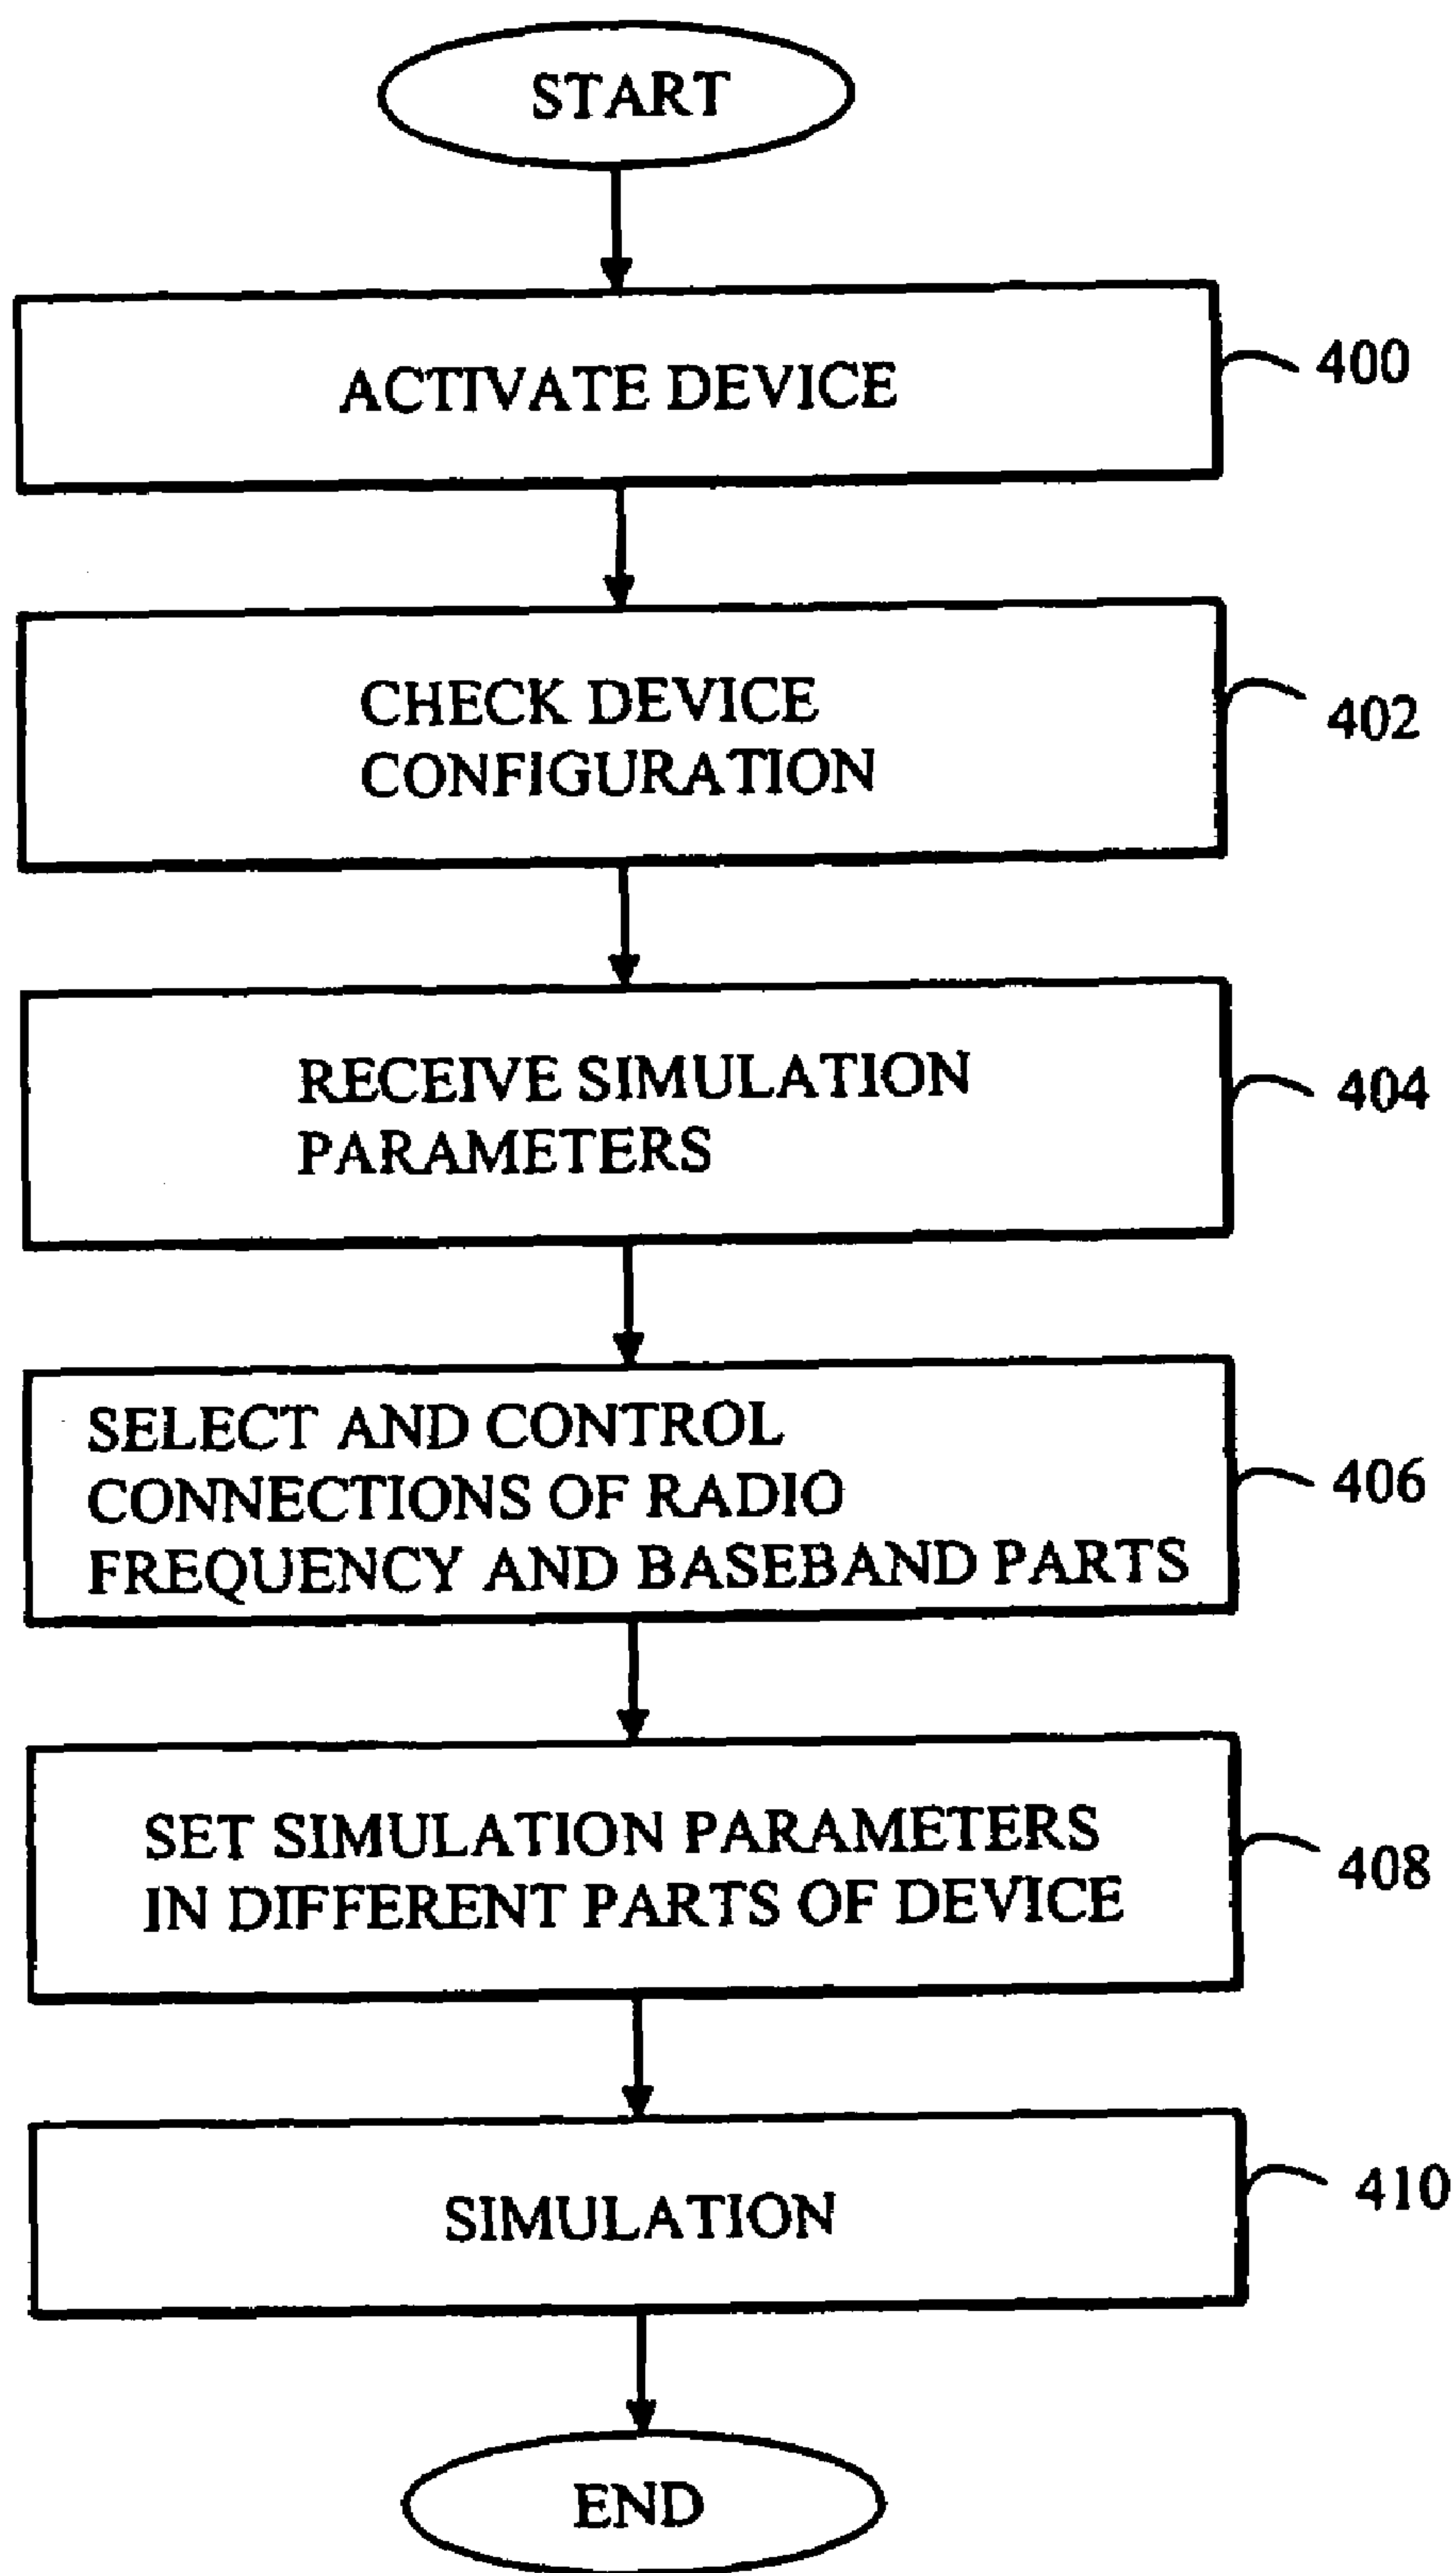 START
ACTIVATE DEVICE
400
CHECK DEVICE
CONFIGURATION
402
RECEIVE SIMULATION
PARAMETERS
404
SELECT AND CONTROL
CONNECTIONS OF RADIO
FREQUENCY AND BASEBAND PARTS
406
SET SIMULATION PARAMETERS
IN DIFFERENT PARTS OF DEVICE
408
SIMULATION
410
END